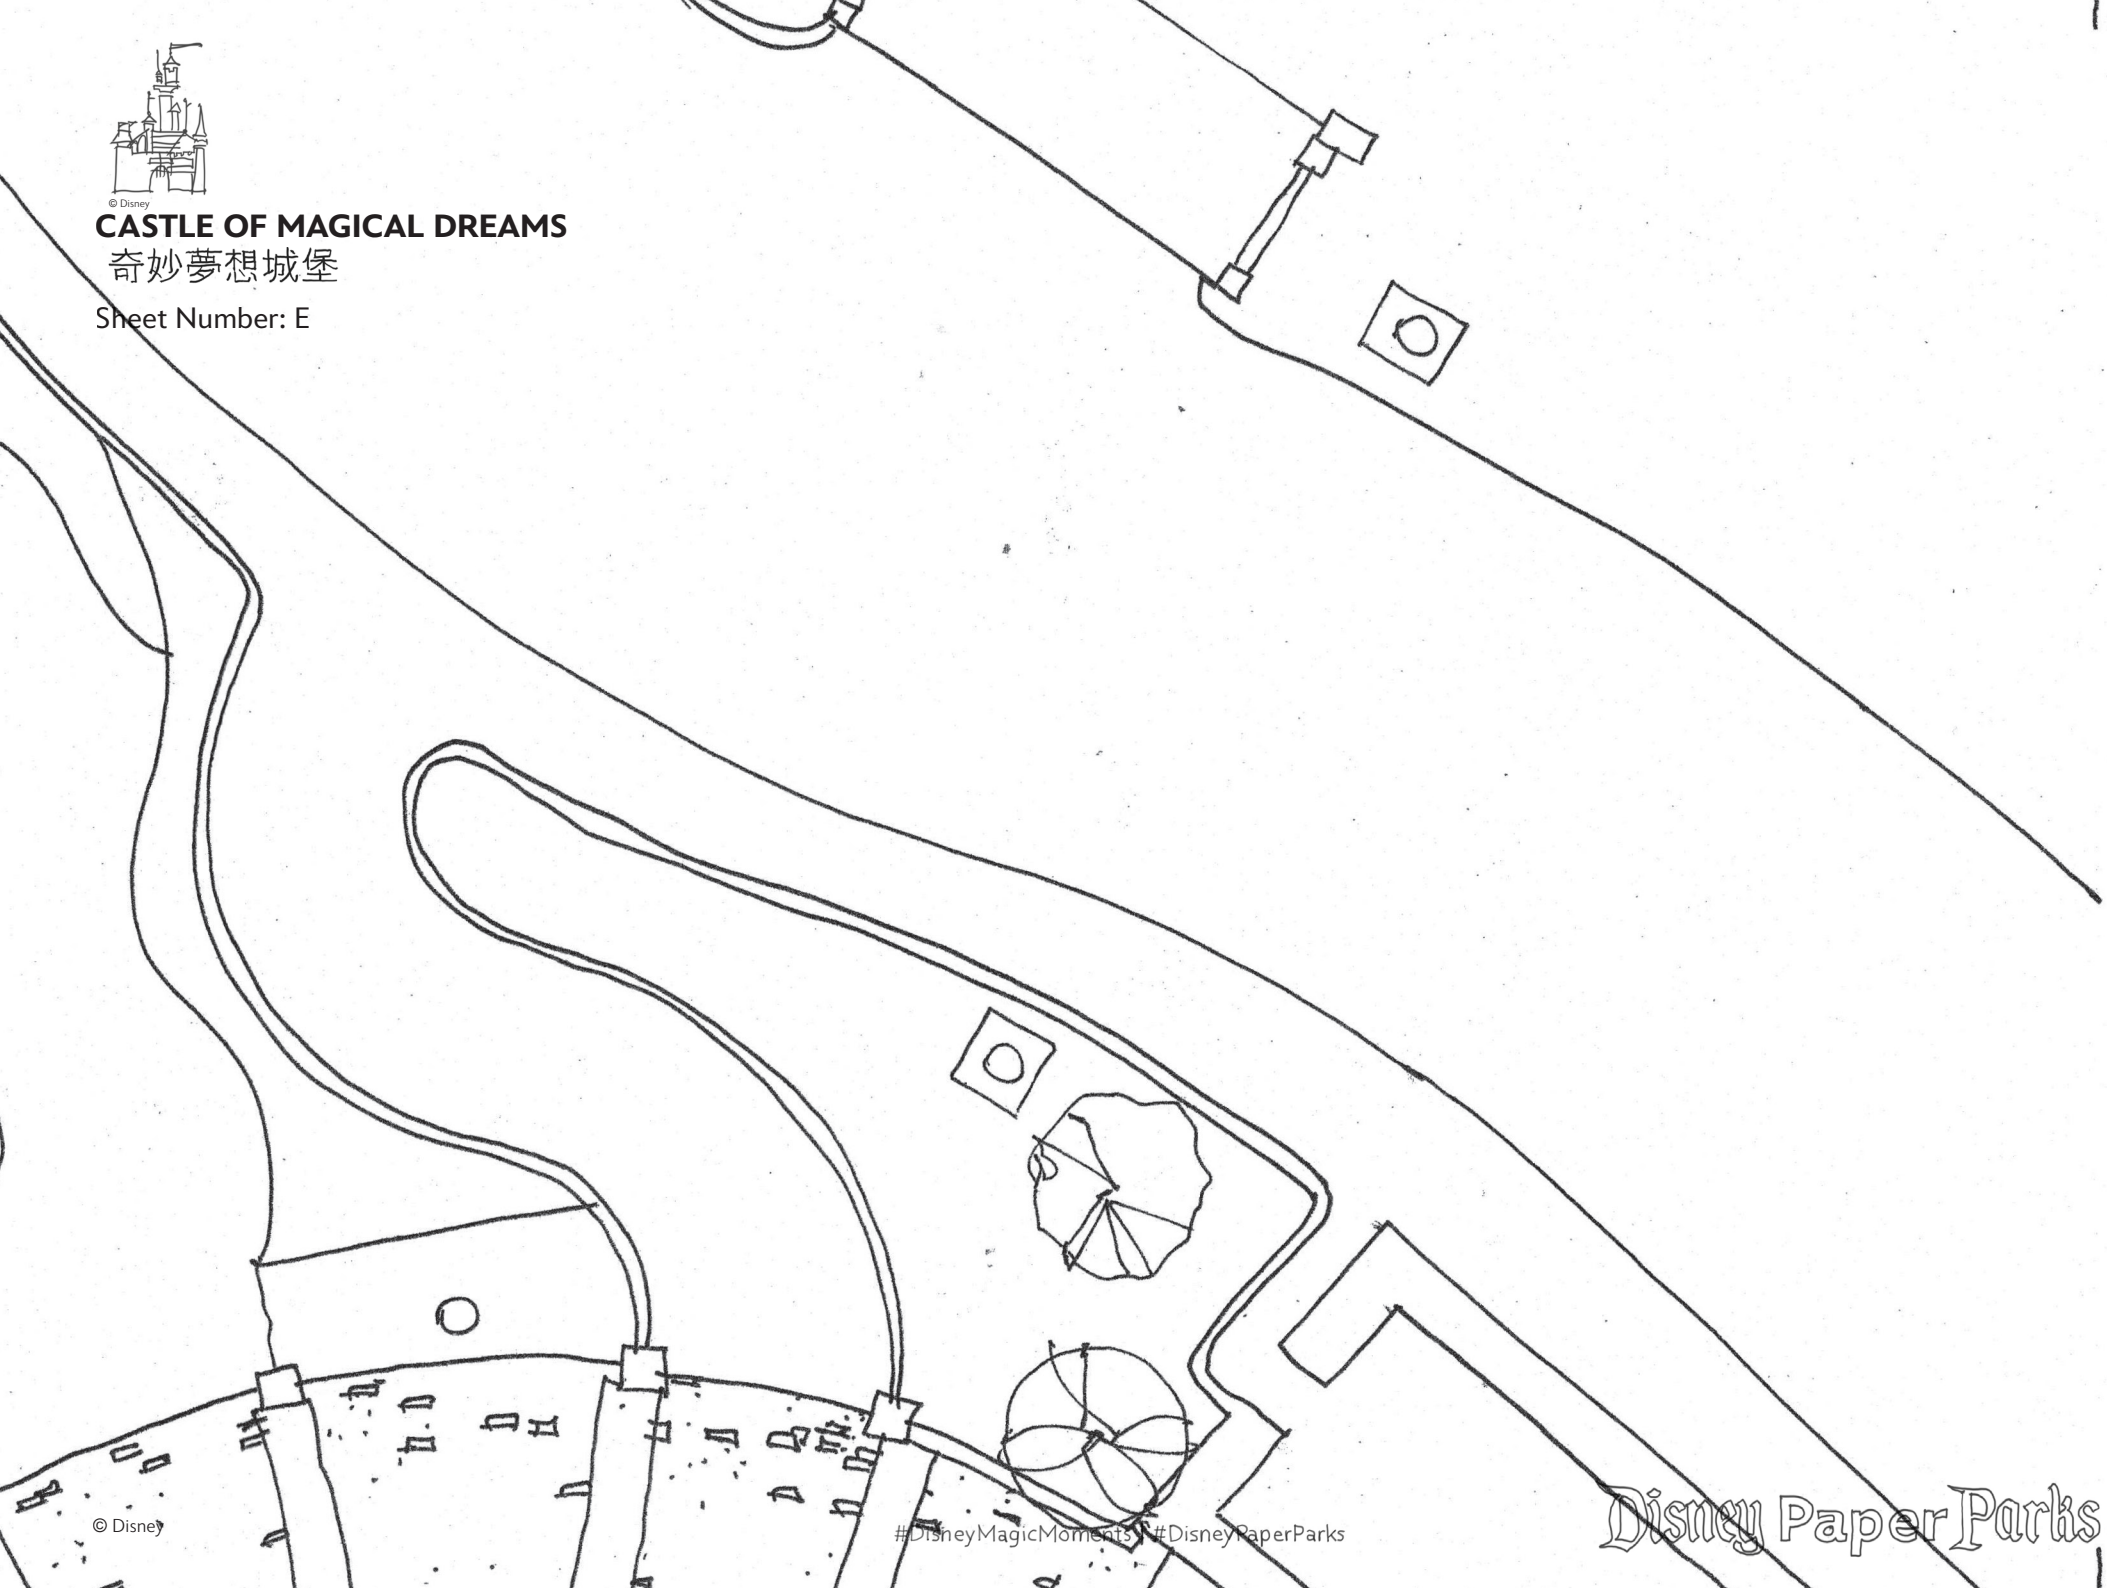 © Disney
CASTLE OF MAGICAL DREAMS
奇妙夢想城堡
Sheet Number: E
© Disney
#DisneyMagicMoments | #DisneyPaperParks
Disney Paper Parks